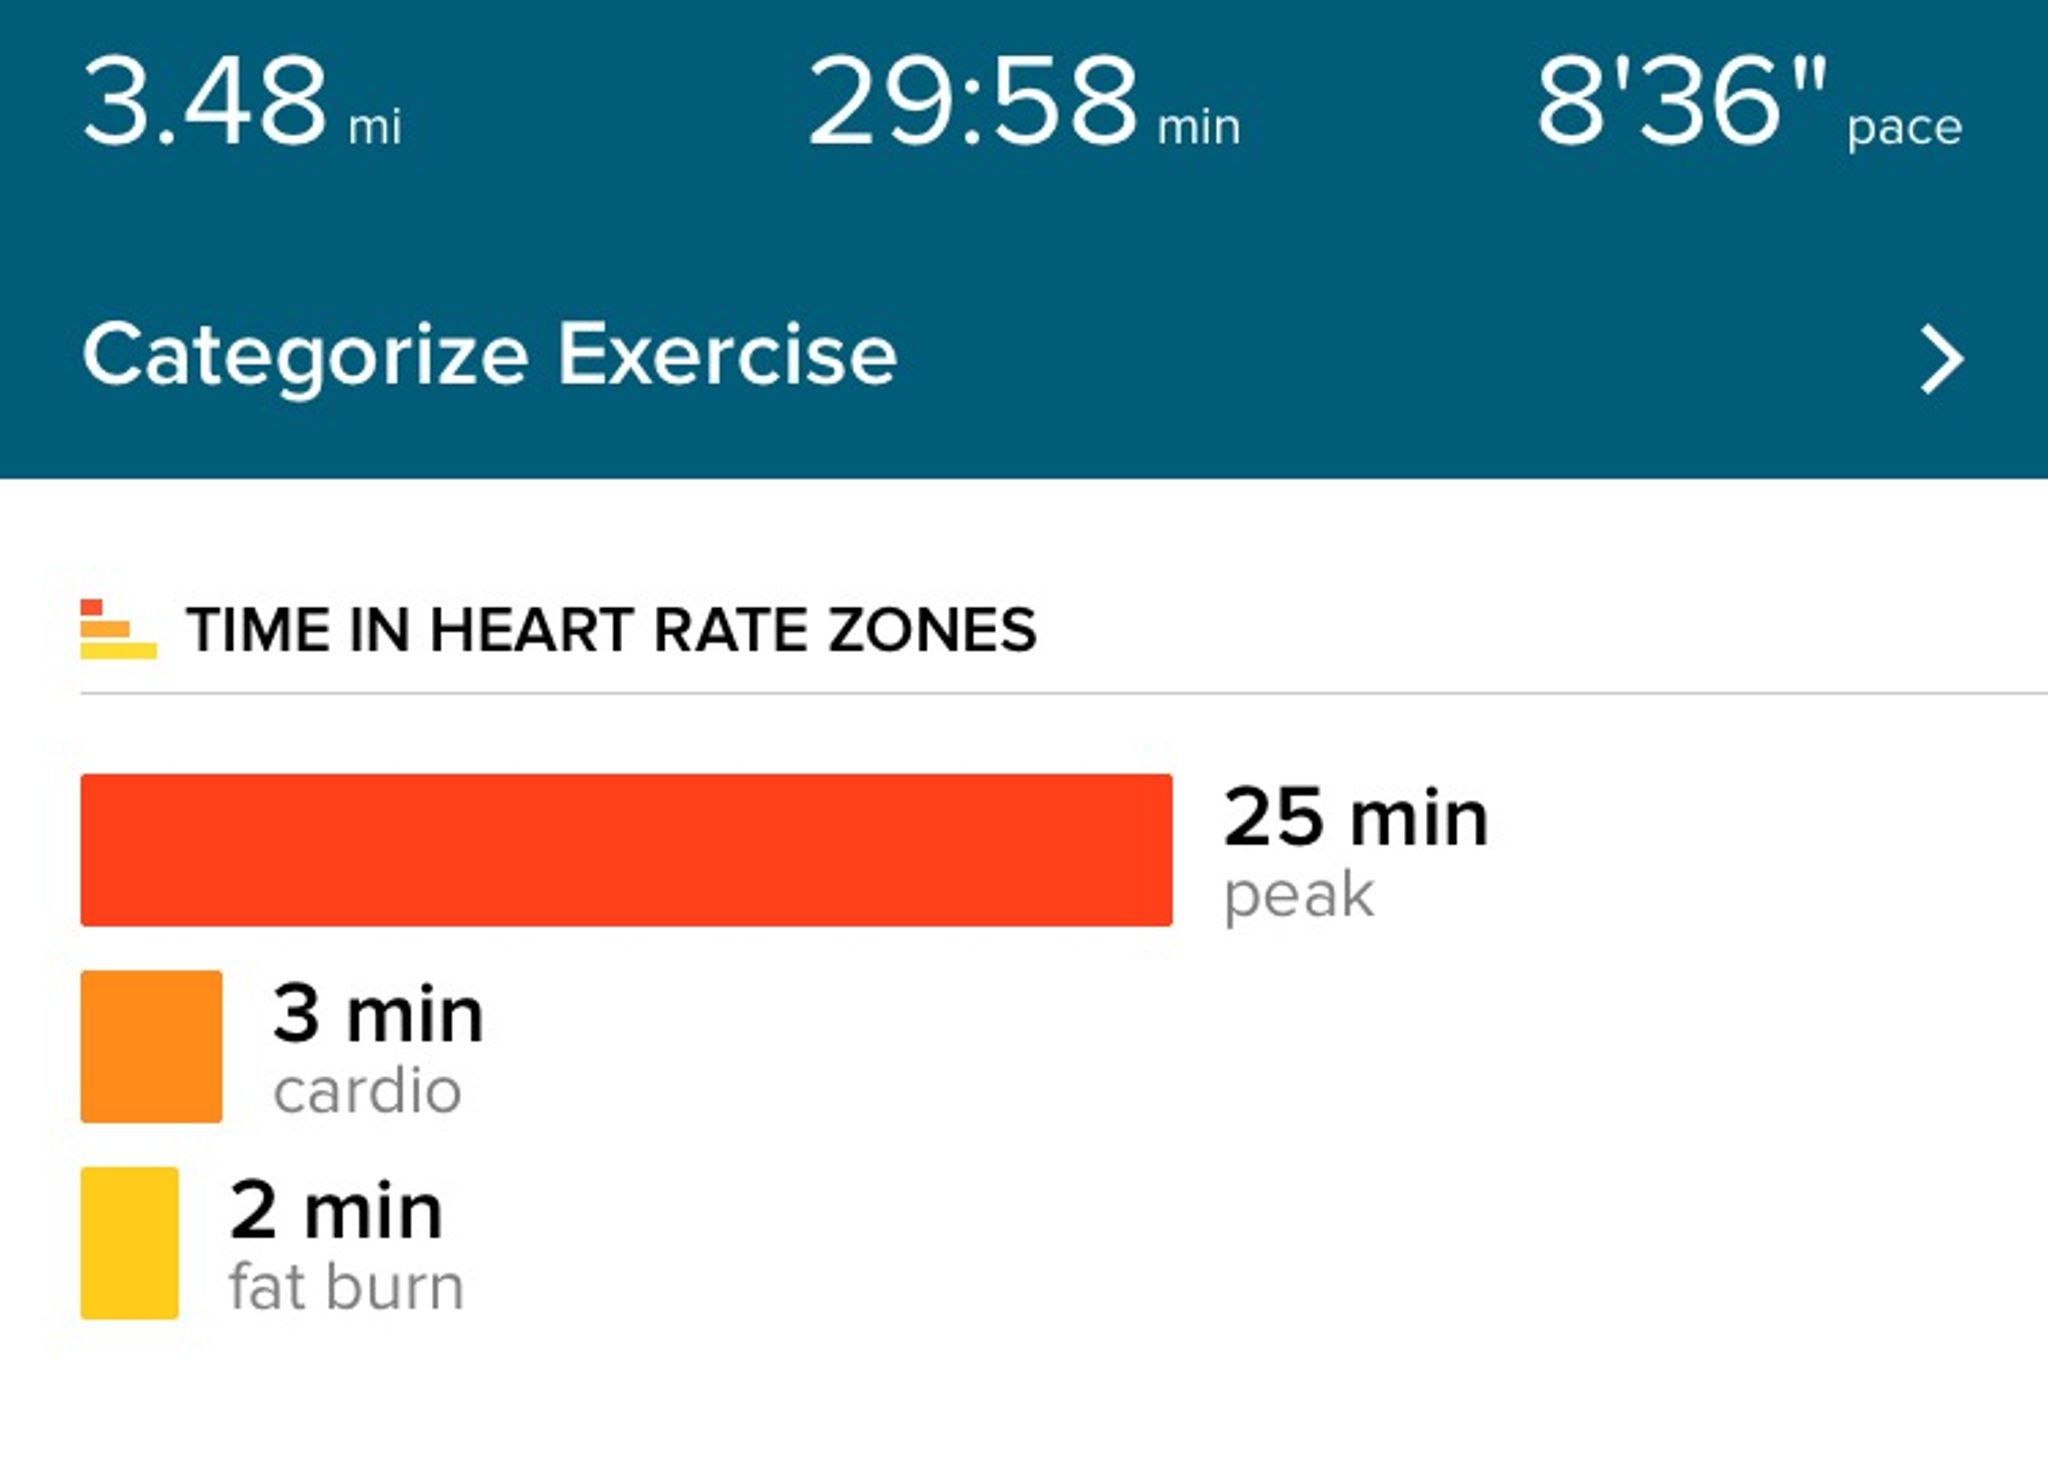 3.48 mi 29:58 min 8'36" pace
Categorize Exercise
TIME IN HEART RATE ZONES
25 min
peak
3 min
cardio
2 min
fat burn